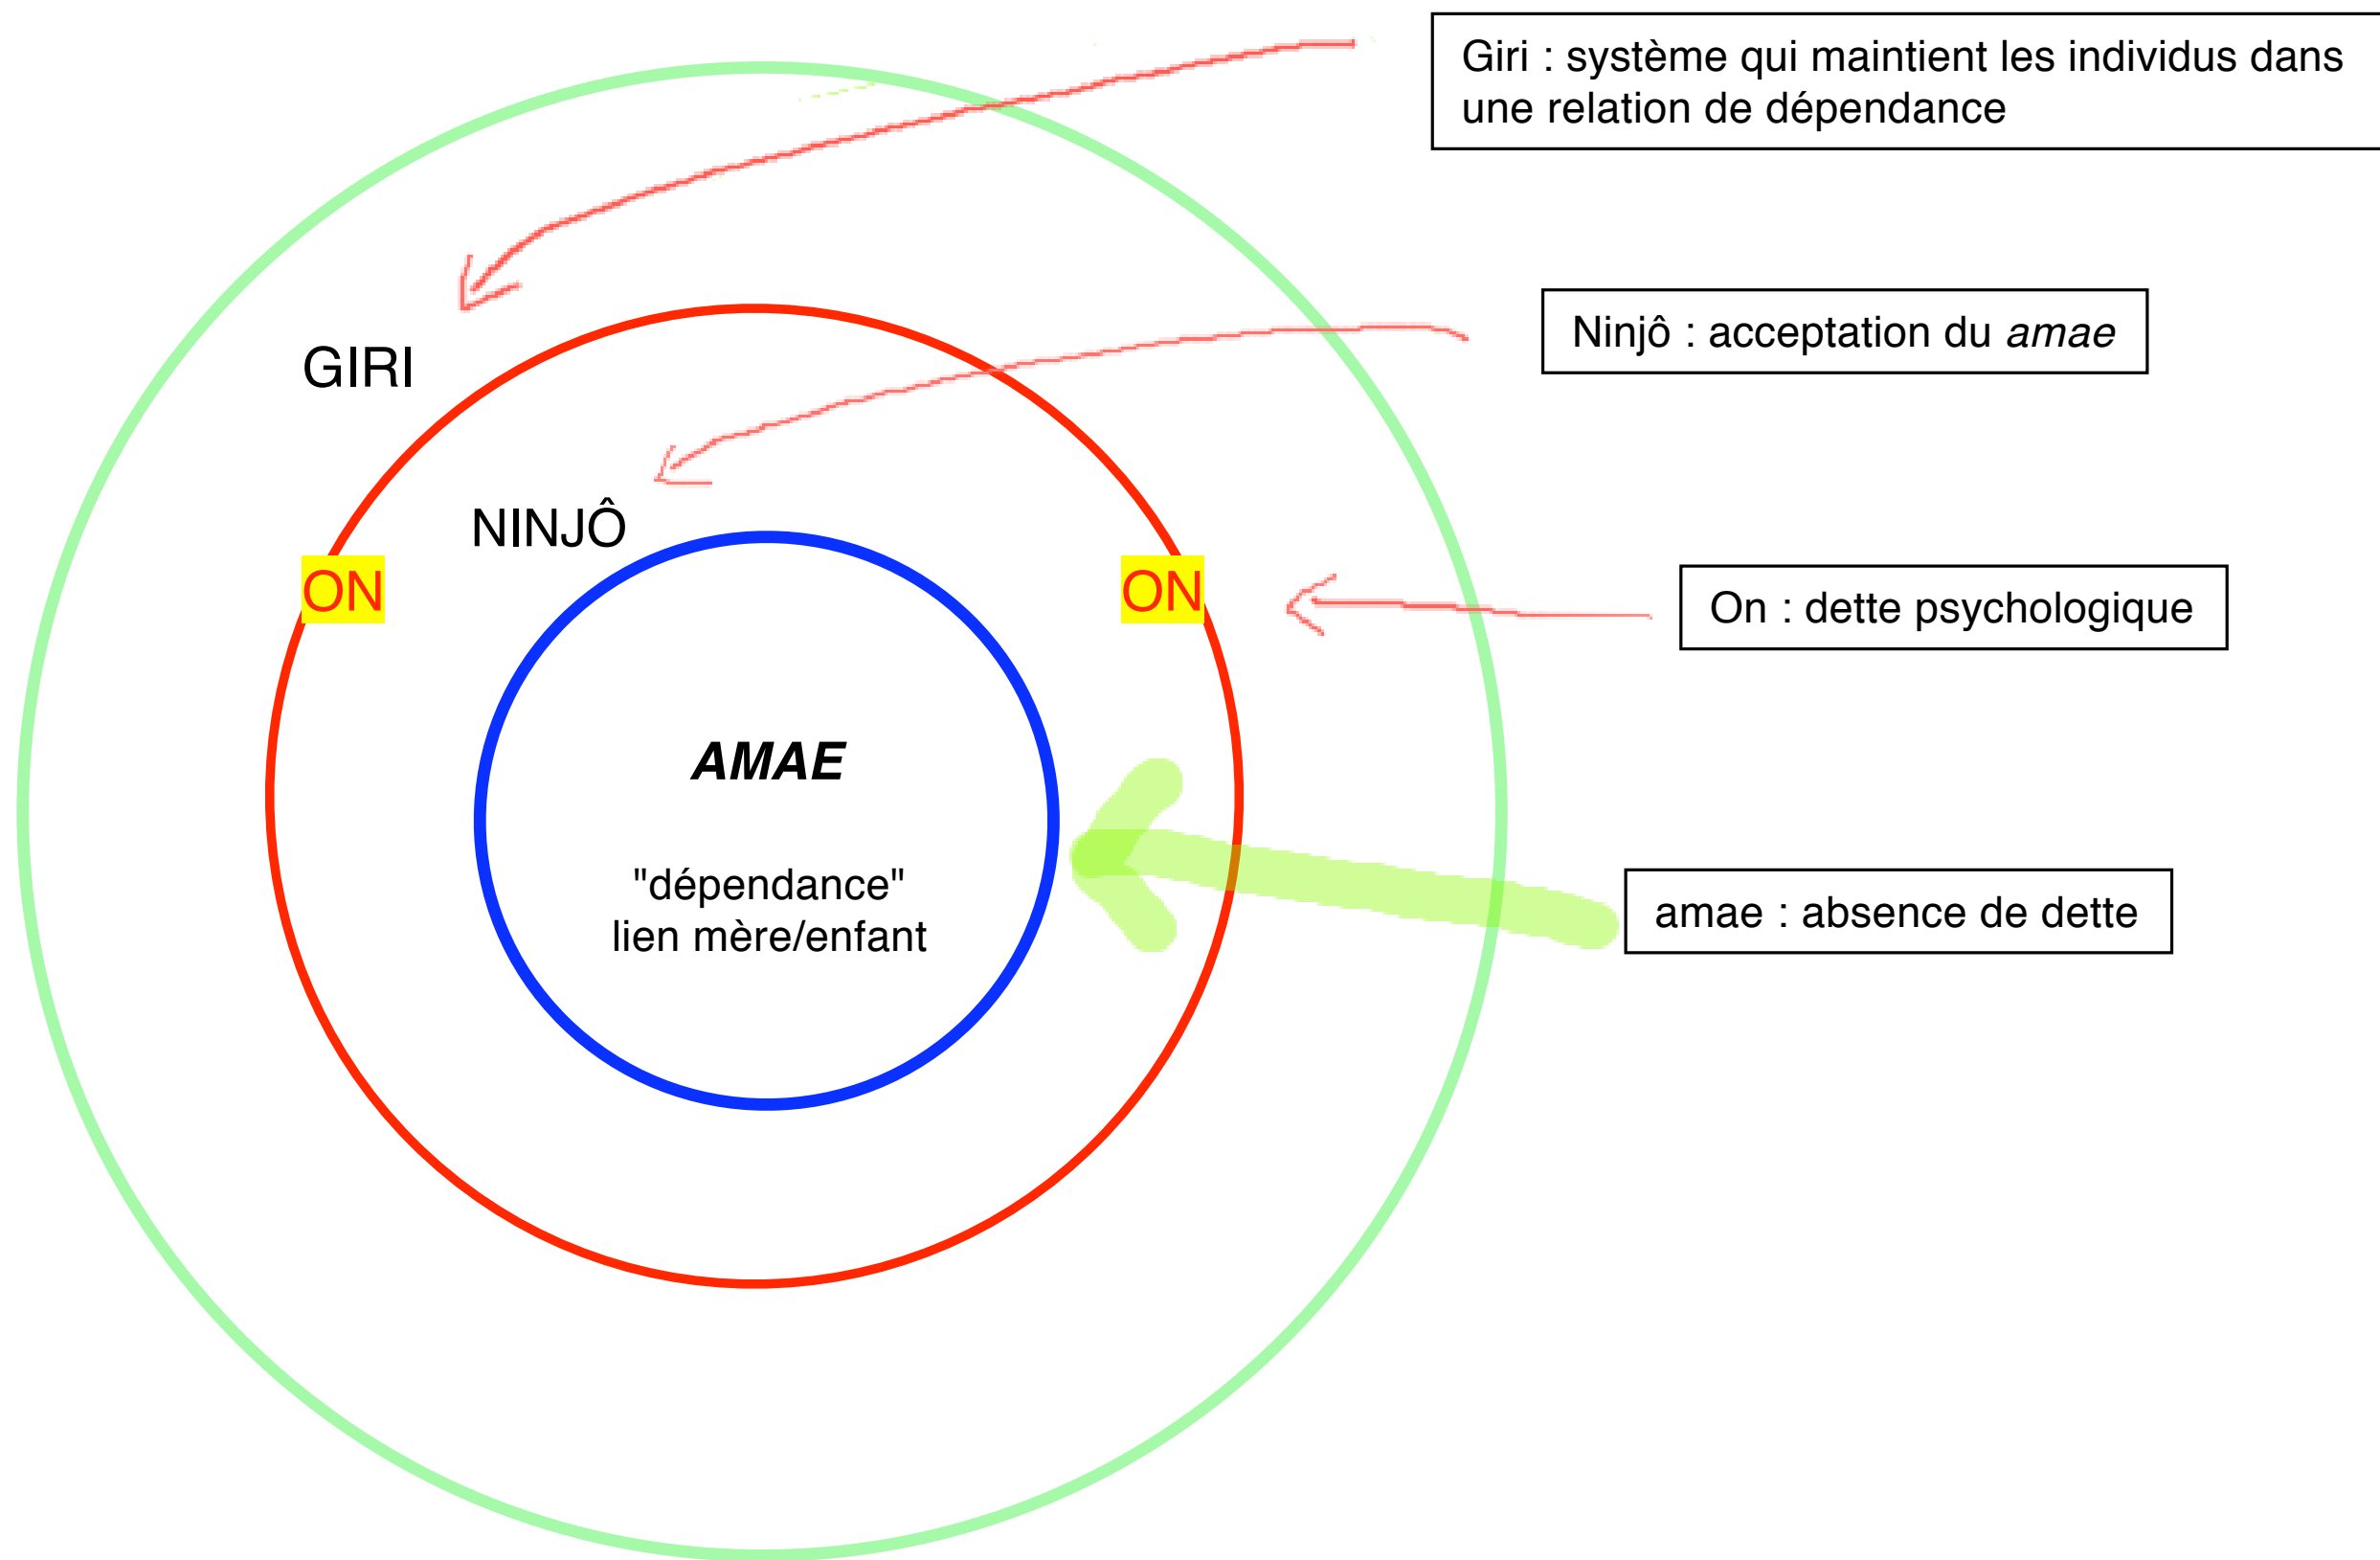 Giri : système qui maintient les individus dans
une relation de dépendance
Ninjô : acceptation du amae
GIRI
NINJÔ
ON
ON
On : dette psychologique
AMAE
"dépendance"
lien mère/enfant
amae : absence de dette